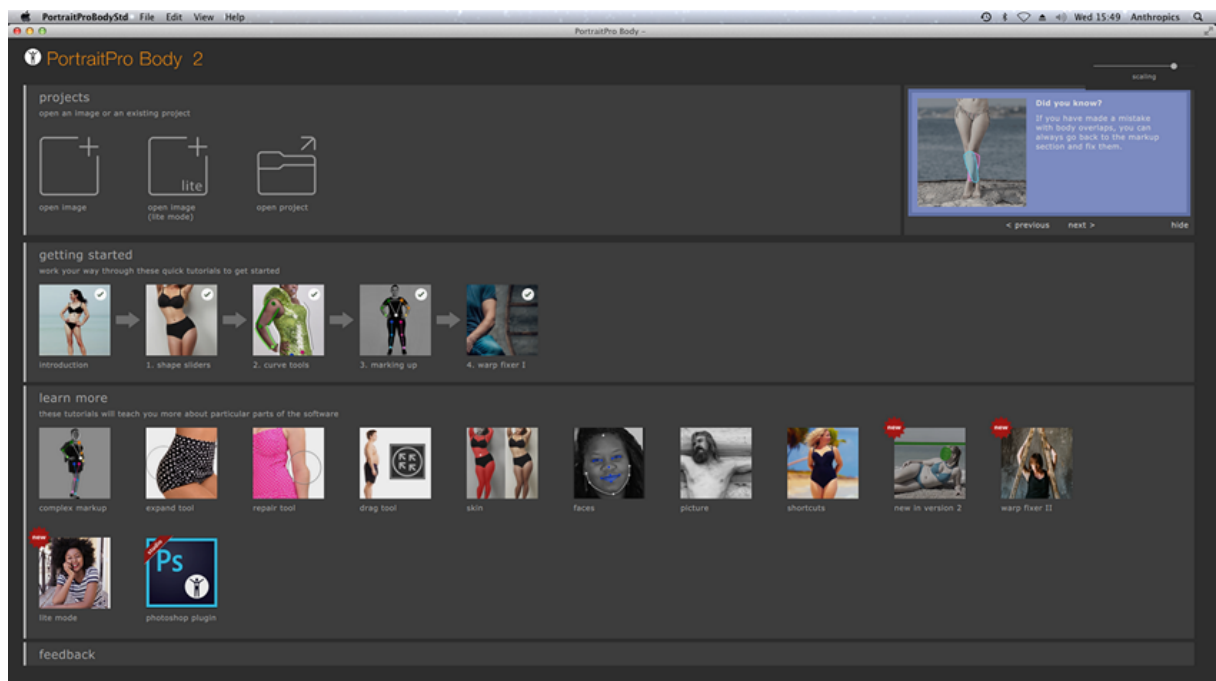 PortraitProBodyStd File Edit View Help
Wed 15:49 Anthropics
PortraitPro Body -
PortraitPro Body 2
scaling
projects
open an image or an existing project
open image
lite
open image
(lite mode)
open project
Did you know?
If you have made a mistake
with body overlaps, you can
always go back to the markup
section and fix them.
< previous next > hide
getting started
work your way through these quick tutorials to get started
introduction
1. shape sliders
2. curve tools
3. marking up
4. warp fixer I
learn more
these tutorials will teach you more about particular parts of the software
new
new
complex markup
expand tool
repair tool
drag tool
skin
faces
picture
shortcuts
new in version 2
warp fixer II
new
studio
Ps
lite mode
photoshop plugin
feedback